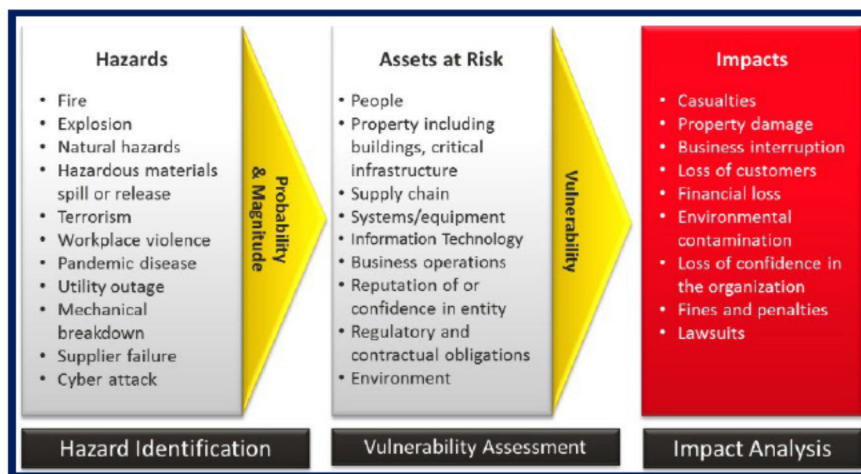 Hazards
• Fire
• Explosion
• Natural hazards
• Hazardous materials
spill or release
• Terrorism
• Workplace violence
• Pandemic disease
• Utility outage
• Mechanical
breakdown
• Supplier failure
• Cyber attack
Probability
& Magnitude
Assets at Risk
• People
• Property including
buildings, critical
infrastructure
• Supply chain
• Systems/equipment
• Information Technology
• Business operations
• Reputation of or
confidence in entity
• Regulatory and
contractual obligations
• Environment
Vulnerability
Impacts
• Casualties
• Property damage
• Business interruption
• Loss of customers
• Financial loss
• Environmental
contamination
• Loss of confidence in
the organization
• Fines and penalties
• Lawsuits
Hazard Identification
Vulnerability Assessment
Impact Analysis